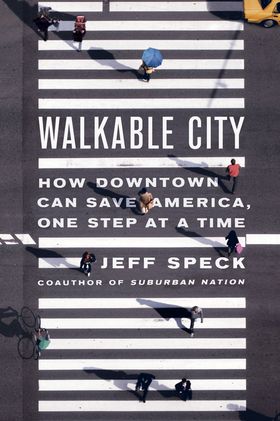 WALKABLE CITY
HOW DOWNTOWN
CAN SAVE AMERICA,
ONE STEP AT A TIME
JEFF SPECK
COAUTHOR OF SUBURBAN NATION